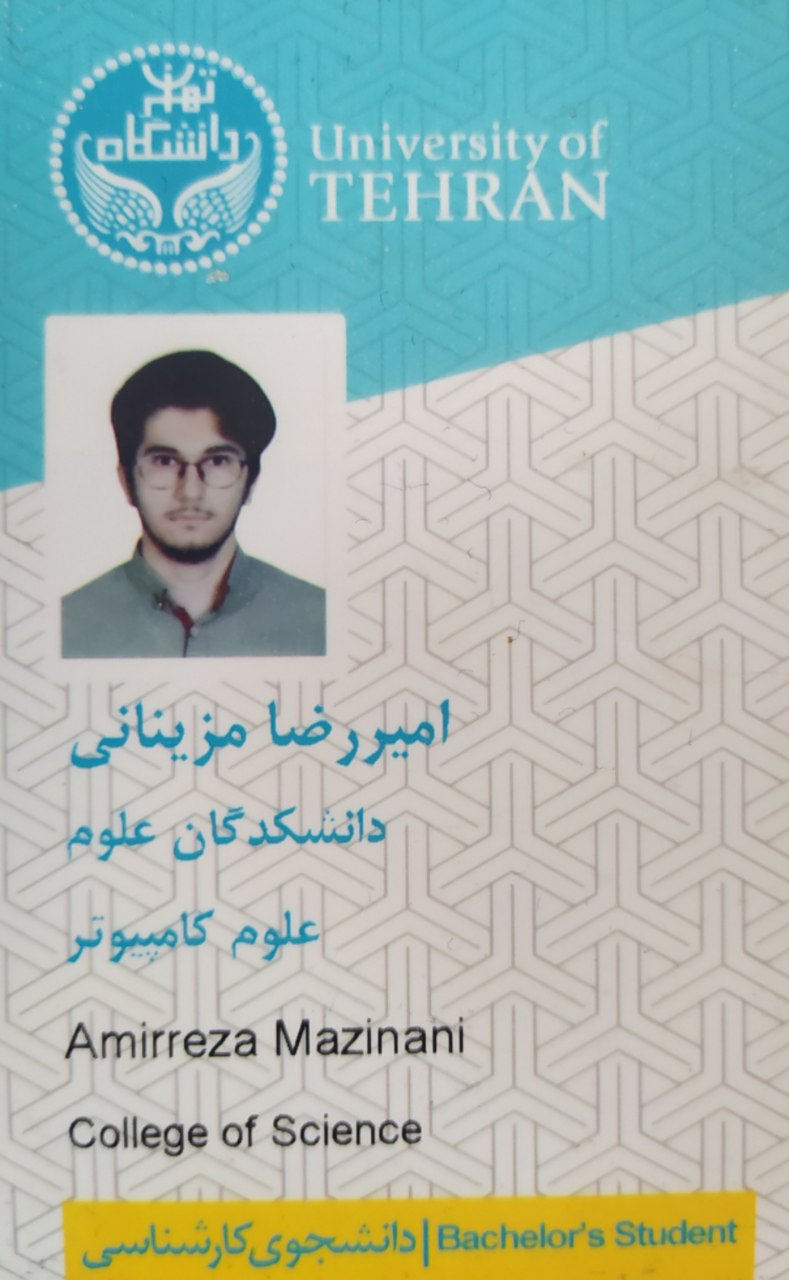 دانشگاه
تهران
University of
TEHRAN
امیررضا مزینانی
دانشکدگان علوم
علوم کامپیوتر
Amirreza Mazinani
College of Science
دانشجوی کارشناسی | Bachelor's Student